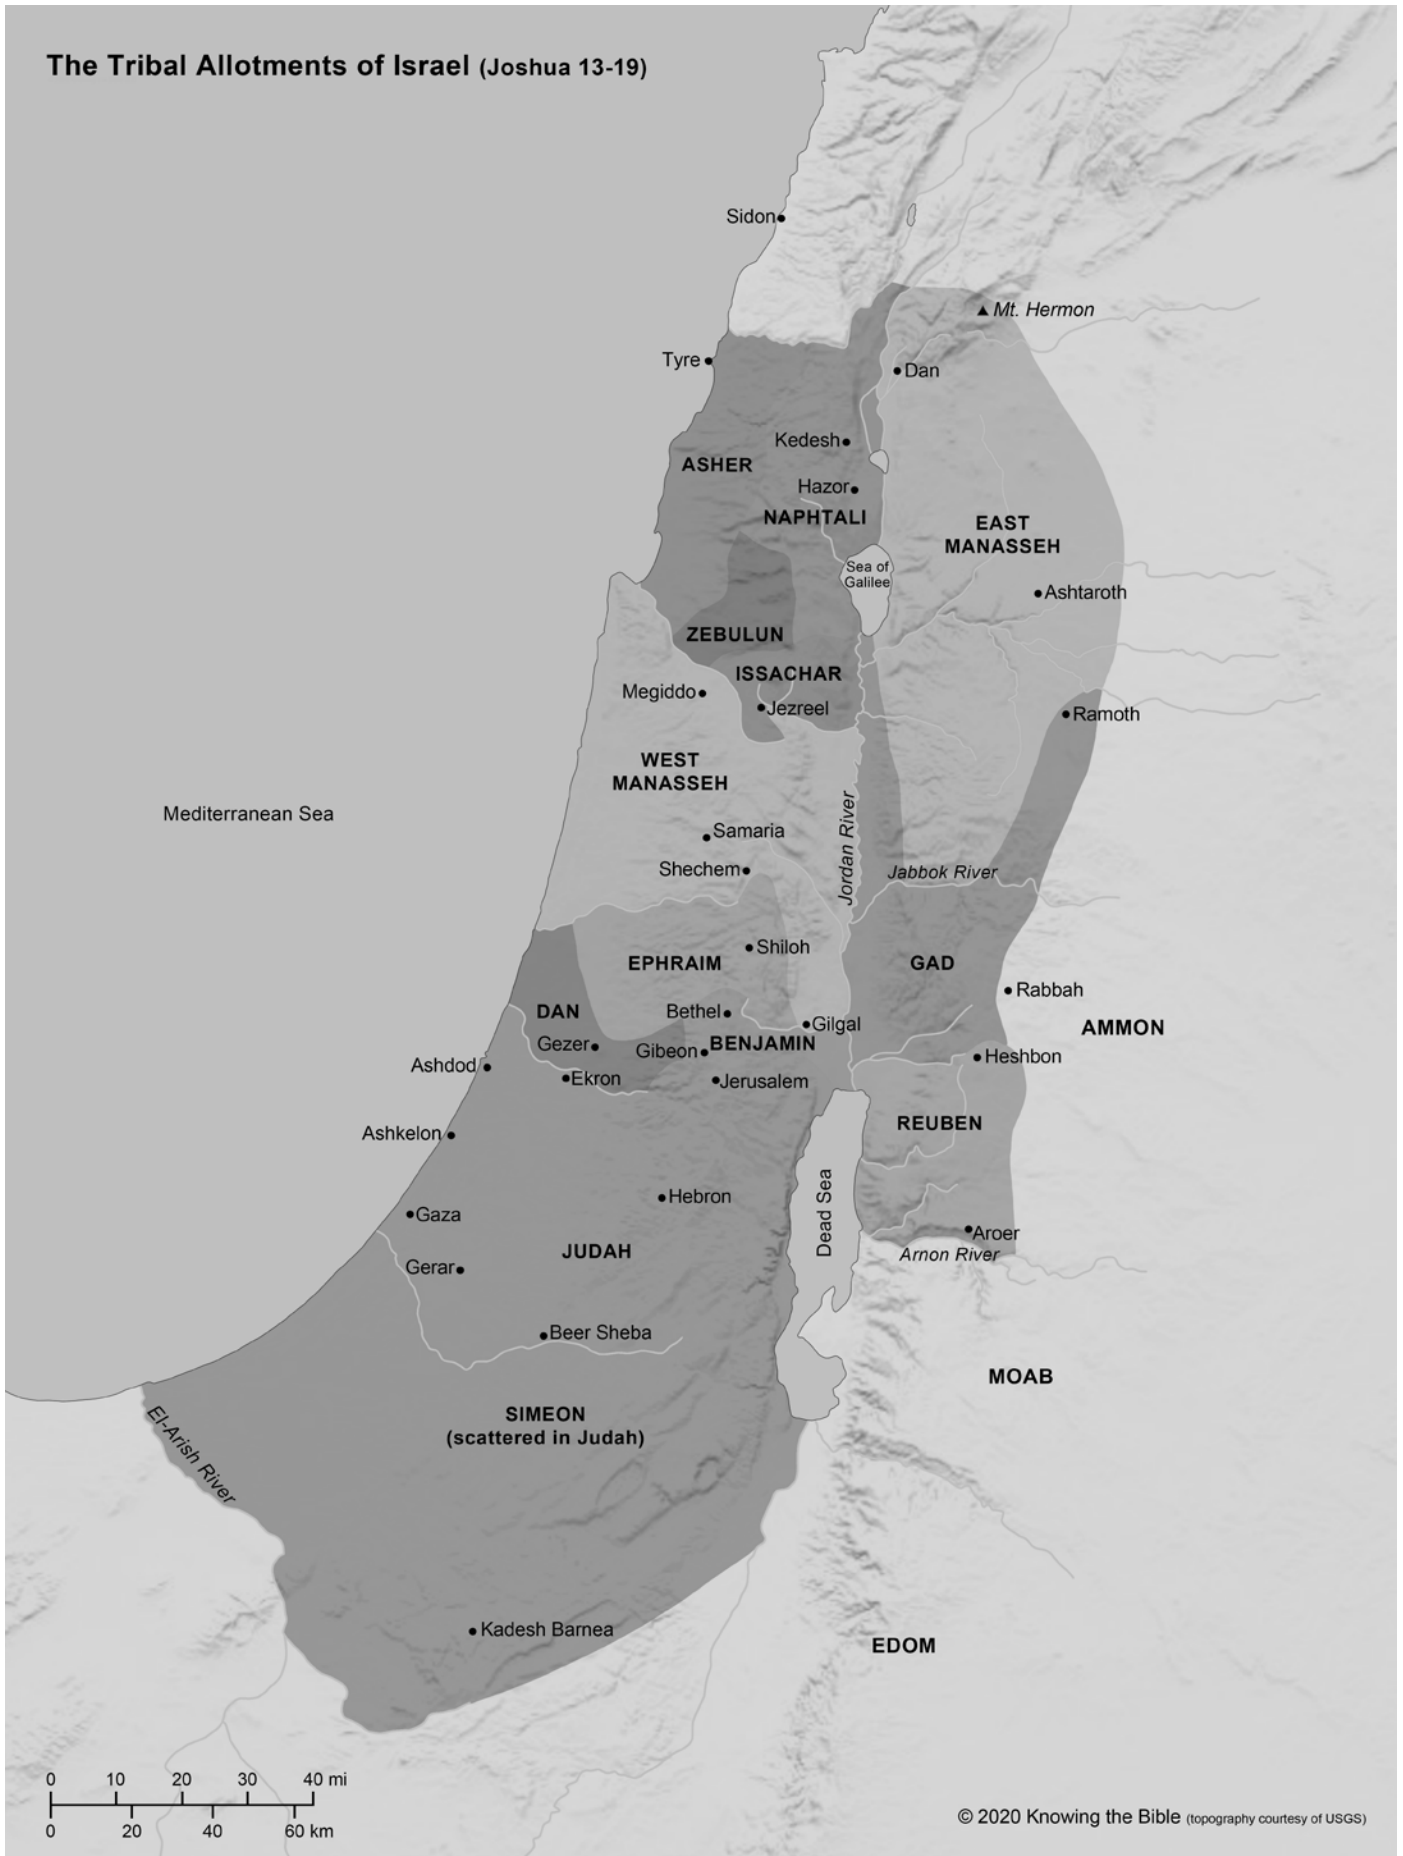 The Tribal Allotments of Israel (Joshua 13-19)
Sidon
Mt. Hermon
Tyre
Dan
Kedesh
ASHER
Hazor
NAPHTALI
EAST
MANASSEH
Sea of
Galilee
Ashtaroth
ZEBULUN
ISSACHAR
Megiddo
Jezreel
Ramoth
WEST
MANASSEH
Mediterranean Sea
Samaria
Jordan River
Shechem
Jabbok River
Shiloh
EPHRAIM
GAD
Rabbah
DAN
Bethel
Gilgal
AMMON
Gezer
Gibeon
BENJAMIN
Heshbon
Ashdod
Ekron
Jerusalem
REUBEN
Ashkelon
Hebron
Dead Sea
Gaza
Aroer
JUDAH
Arnon River
Gerar
Beer Sheba
MOAB
SIMEON
(scattered in Judah)
El-Arish River
Kadesh Barnea
EDOM
0 10 20 30 40 mi
0 20 40 60 km
© 2020 Knowing the Bible (topography courtesy of USGS)